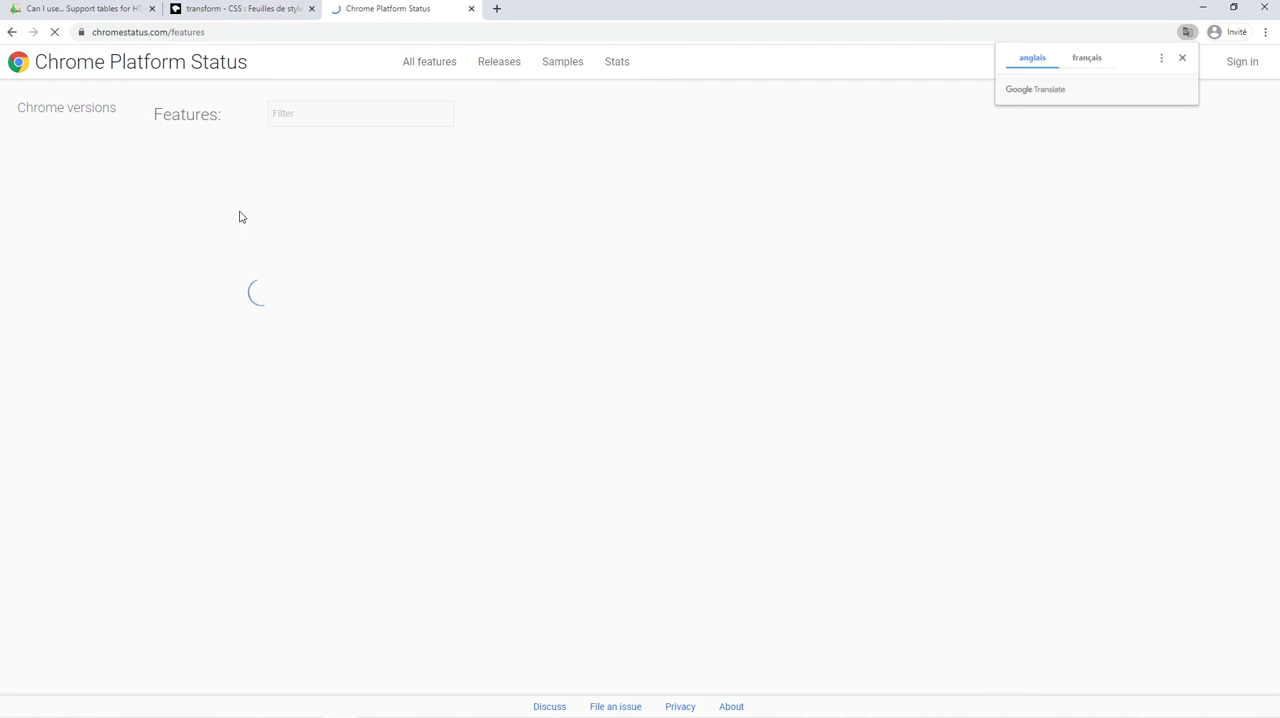 Can I use... Support tables for HT
transform - CSS : Feuilles de style
Chrome Platform Status
chromestatus.com/features
Invité
Chrome Platform Status
All features
Releases
Samples
Stats
anglais
français
Sign in
Google Translate
Chrome versions
Features:
Filter
Discuss
File an issue
Privacy
About